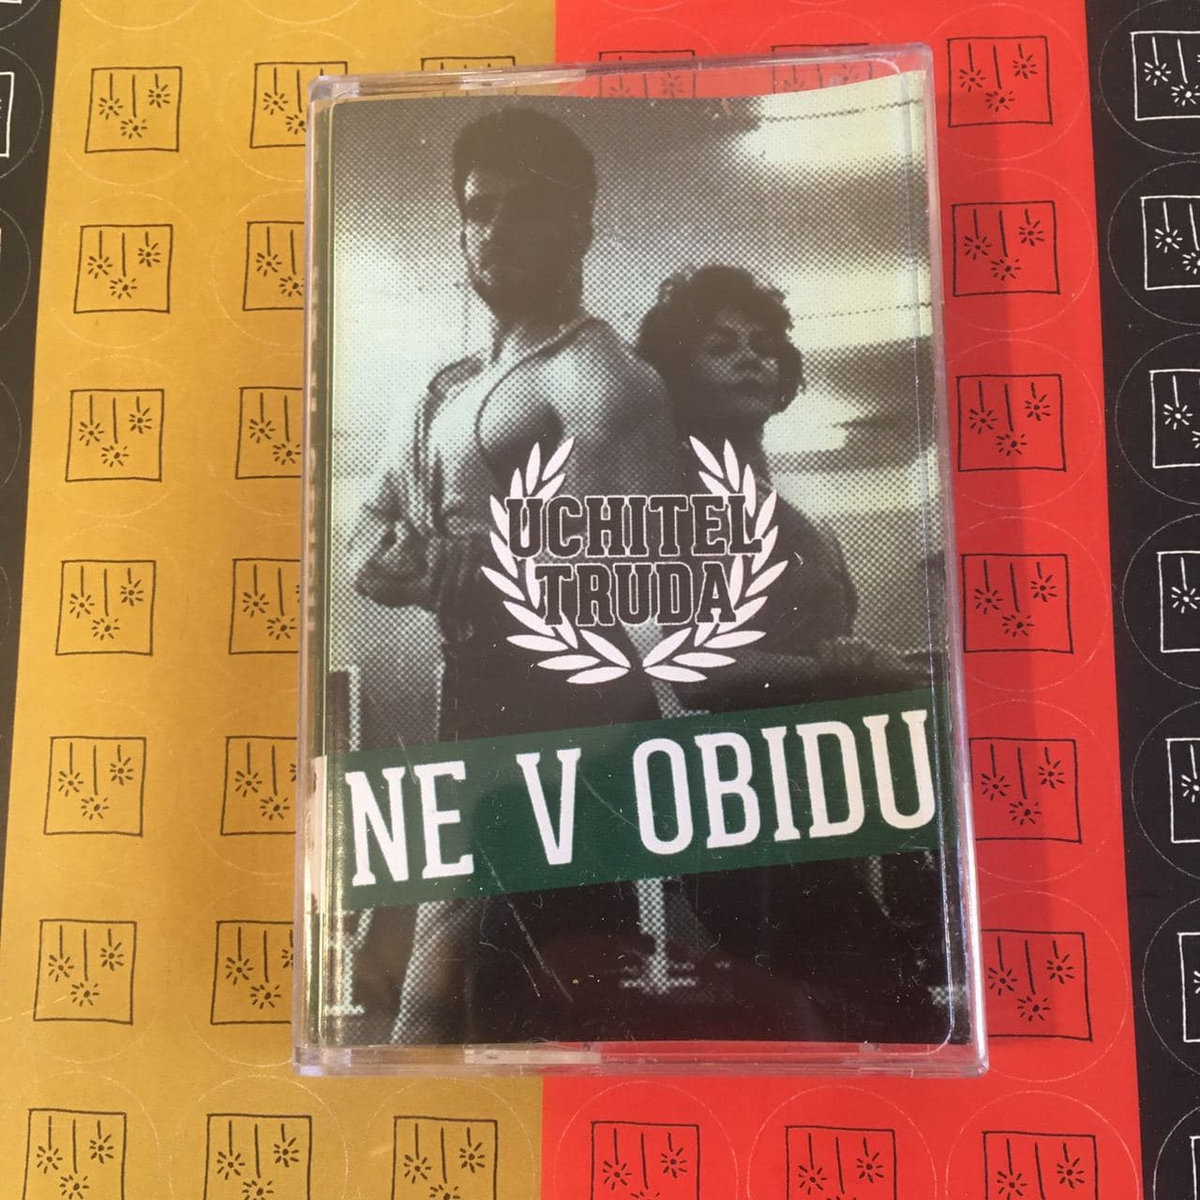 UCHITEL
TRUDA
NE V OBIDU